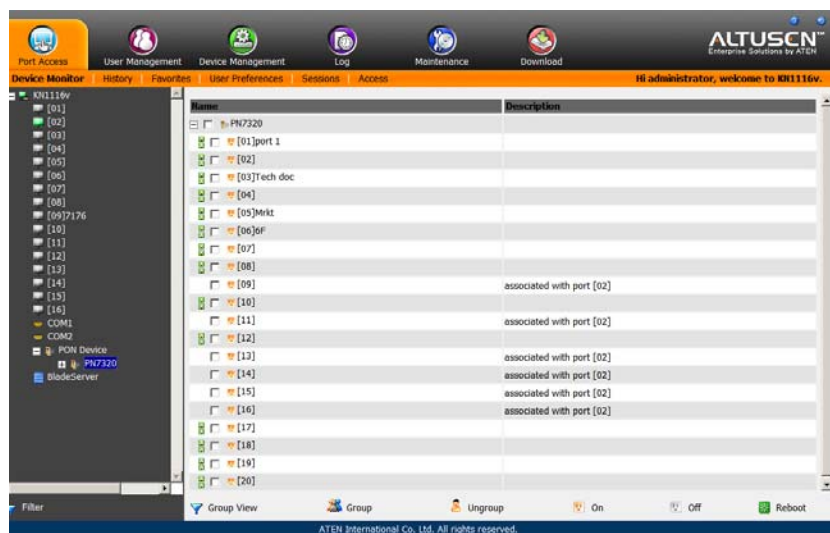 Port Access User Management Device Management Log Maintenance Download
ALTUSEN™
Enterprise Solutions by ATEN
Device Monitor History Favorites User Preferences Sessions Access Hi administrator, welcome to KN1116v.
KN1116v
[01]
[02]
[03]
[04]
[05]
[06]
[07]
[08]
[09]7176
[10]
[11]
[12]
[13]
[14]
[15]
[16]
COM1
COM2
PON Device
PN7320
BladeServer
Filter
Name Description
PN7320
[01]port 1
[02]
[03]Tech doc
[04]
[05]Mrkt
[06]6F
[07]
[08]
[09] associated with port [02]
[10]
[11] associated with port [02]
[12]
[13] associated with port [02]
[14] associated with port [02]
[15] associated with port [02]
[16] associated with port [02]
[17]
[18]
[19]
[20]
Group View Group Ungroup On Off Reboot
ATEN International Co. Ltd. All rights reserved.